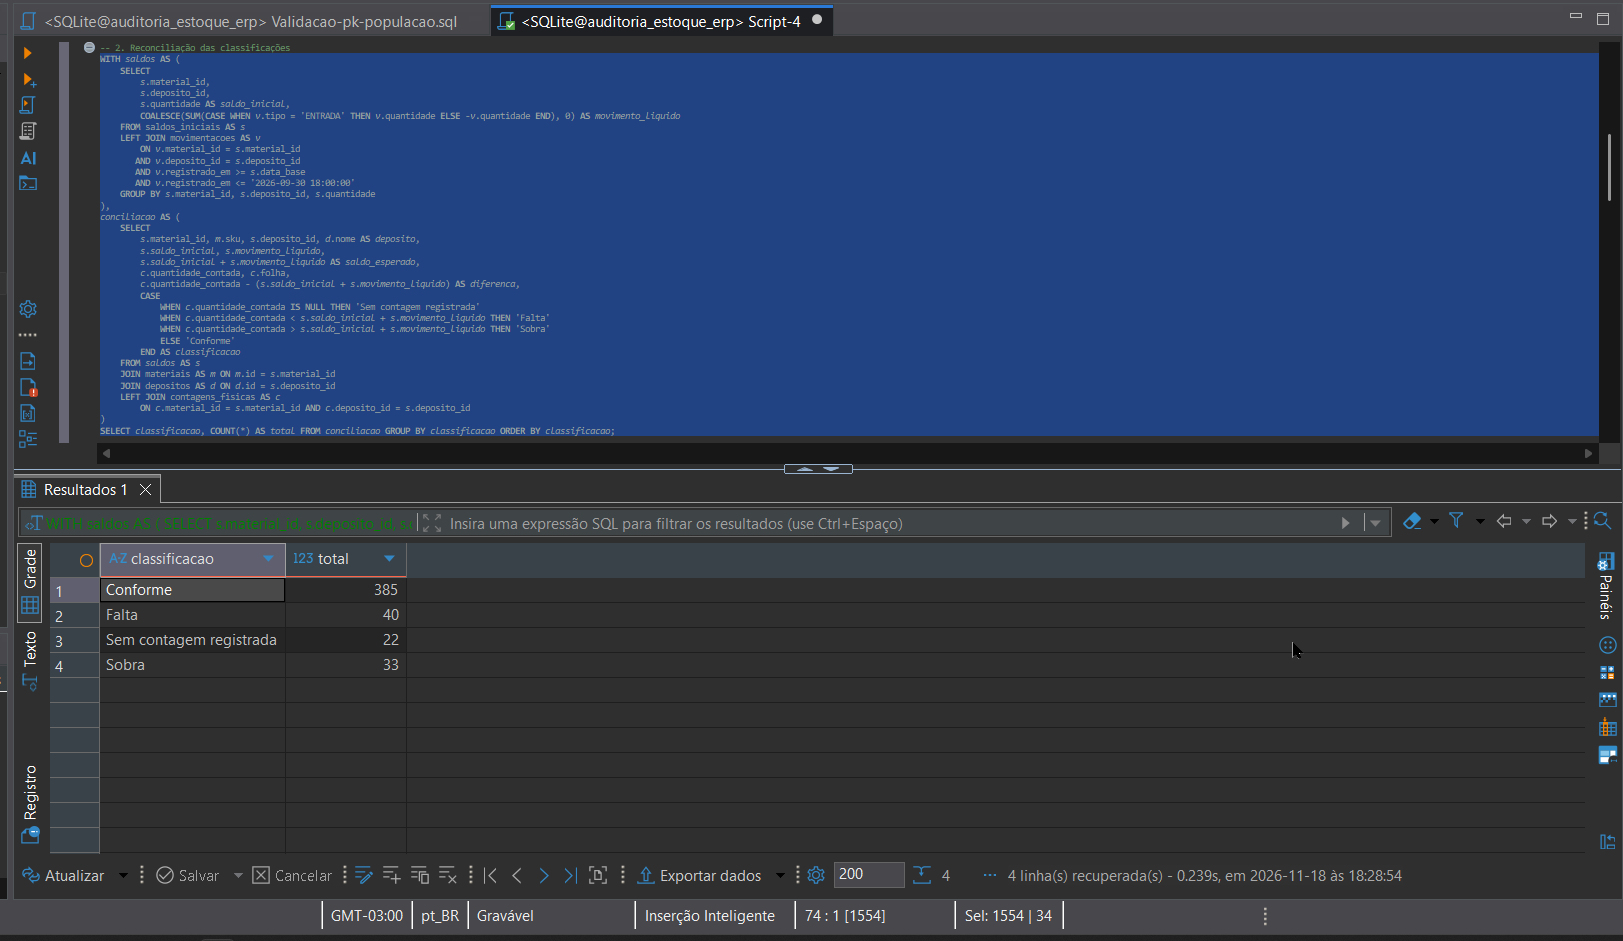 <SQLite@auditoria_estoque_erp> Validacao-pk-populacao.sql
<SQLite@auditoria_estoque_erp> Script-4
-- 2. Reconciliação das classificações
WITH saldos AS (
SELECT
s.material_id,
s.deposito_id,
s.quantidade AS saldo_inicial,
COALESCE(SUM(CASE WHEN v.tipo = 'ENTRADA' THEN v.quantidade ELSE -v.quantidade END), 0) AS movimento_liquido
FROM saldos_iniciais AS s
LEFT JOIN movimentacoes AS v
ON v.material_id = s.material_id
AND v.deposito_id = s.deposito_id
AND v.registrado_em >= s.data_base
AND v.registrado_em <= '2026-09-30 18:00:00'
GROUP BY s.material_id, s.deposito_id, s.quantidade
),
conciliacao AS (
SELECT
s.material_id, m.sku, s.deposito_id, d.nome AS deposito,
s.saldo_inicial, s.movimento_liquido,
s.saldo_inicial + s.movimento_liquido AS saldo_esperado,
c.quantidade_contada, c.folha,
c.quantidade_contada - (s.saldo_inicial + s.movimento_liquido) AS diferenca,
CASE
WHEN c.quantidade_contada IS NULL THEN 'Sem contagem registrada'
WHEN c.quantidade_contada < s.saldo_inicial + s.movimento_liquido THEN 'Falta'
WHEN c.quantidade_contada > s.saldo_inicial + s.movimento_liquido THEN 'Sobra'
ELSE 'Conforme'
END AS classificacao
FROM saldos AS s
JOIN materiais AS m ON m.id = s.material_id
JOIN depositos AS d ON d.id = s.deposito_id
LEFT JOIN contagens_fisicas AS c
ON c.material_id = s.material_id AND c.deposito_id = s.deposito_id
)
SELECT classificacao, COUNT(*) AS total FROM conciliacao GROUP BY classificacao ORDER BY classificacao;
AI
Resultados 1
WITH saldos AS ( SELECT s.material_id, s.deposito_id, s.c
Insira uma expressão SQL para filtrar os resultados (use Ctrl+Espaço)
Grade
Texto
Registro
Painéis
A-Z classificacao 123 total
1 Conforme 385
2 Falta 40
3 Sem contagem registrada 22
4 Sobra 33
Atualizar Salvar Cancelar Exportar dados 200 4 ... 4 linha(s) recuperada(s) - 0.239s, em 2026-11-18 às 18:28:54
GMT-03:00 pt_BR Gravável Inserção Inteligente 74 : 1 [1554] Sel: 1554 | 34